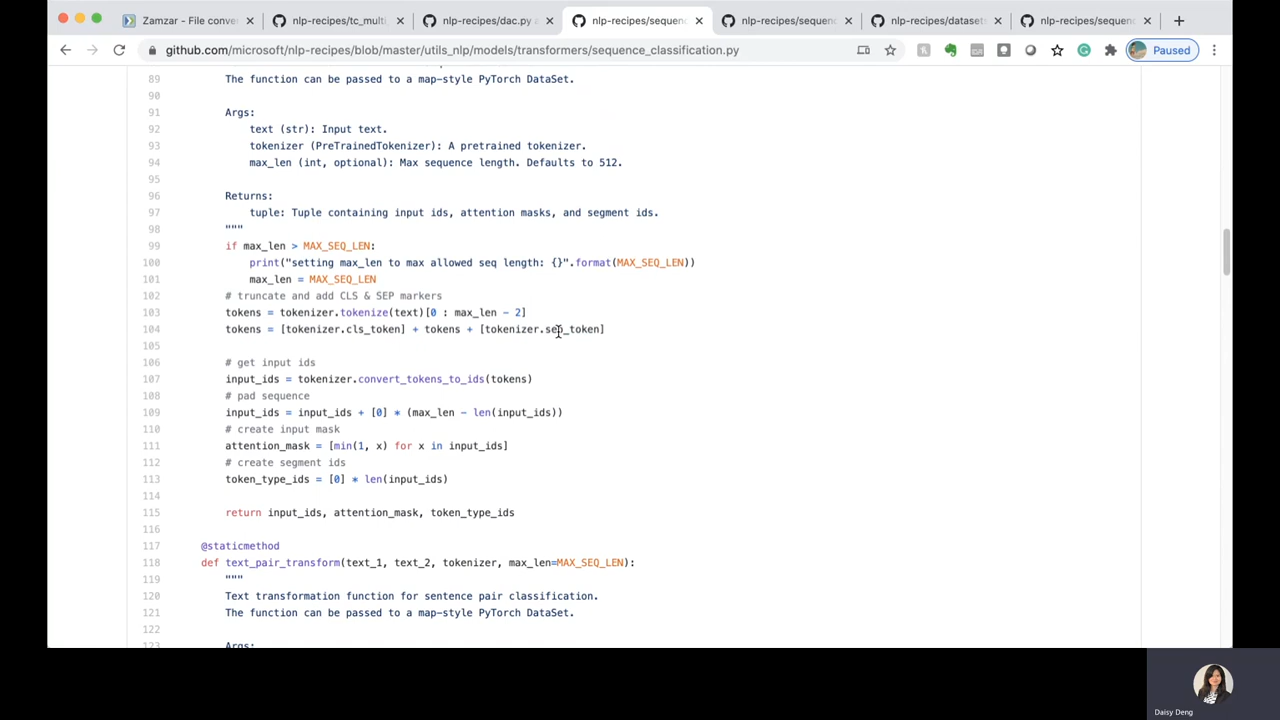 Zamzar - File conver
nlp-recipes/tc_multi
nlp-recipes/dac.py a
nlp-recipes/sequenc
nlp-recipes/sequenc
nlp-recipes/datasets
nlp-recipes/sequenc
github.com/microsoft/nlp-recipes/blob/master/utils_nlp/models/transformers/sequence_classification.py
Paused
89 The function can be passed to a map-style PyTorch DataSet.
90
91 Args:
92 text (str): Input text.
93 tokenizer (PreTrainedTokenizer): A pretrained tokenizer.
94 max_len (int, optional): Max sequence length. Defaults to 512.
95
96 Returns:
97 tuple: Tuple containing input ids, attention masks, and segment ids.
98 """
99 if max_len > MAX_SEQ_LEN:
100 print("setting max_len to max allowed seq length: {}".format(MAX_SEQ_LEN))
101 max_len = MAX_SEQ_LEN
102 # truncate and add CLS & SEP markers
103 tokens = tokenizer.tokenize(text)[0 : max_len - 2]
104 tokens = [tokenizer.cls_token] + tokens + [tokenizer.sep_token]
105
106 # get input ids
107 input_ids = tokenizer.convert_tokens_to_ids(tokens)
108 # pad sequence
109 input_ids = input_ids + [0] * (max_len - len(input_ids))
110 # create input mask
111 attention_mask = [min(1, x) for x in input_ids]
112 # create segment ids
113 token_type_ids = [0] * len(input_ids)
114
115 return input_ids, attention_mask, token_type_ids
116
117 @staticmethod
118 def text_pair_transform(text_1, text_2, tokenizer, max_len=MAX_SEQ_LEN):
119 """
120 Text transformation function for sentence pair classification.
121 The function can be passed to a map-style PyTorch DataSet.
122
123 Args:
Daisy Deng